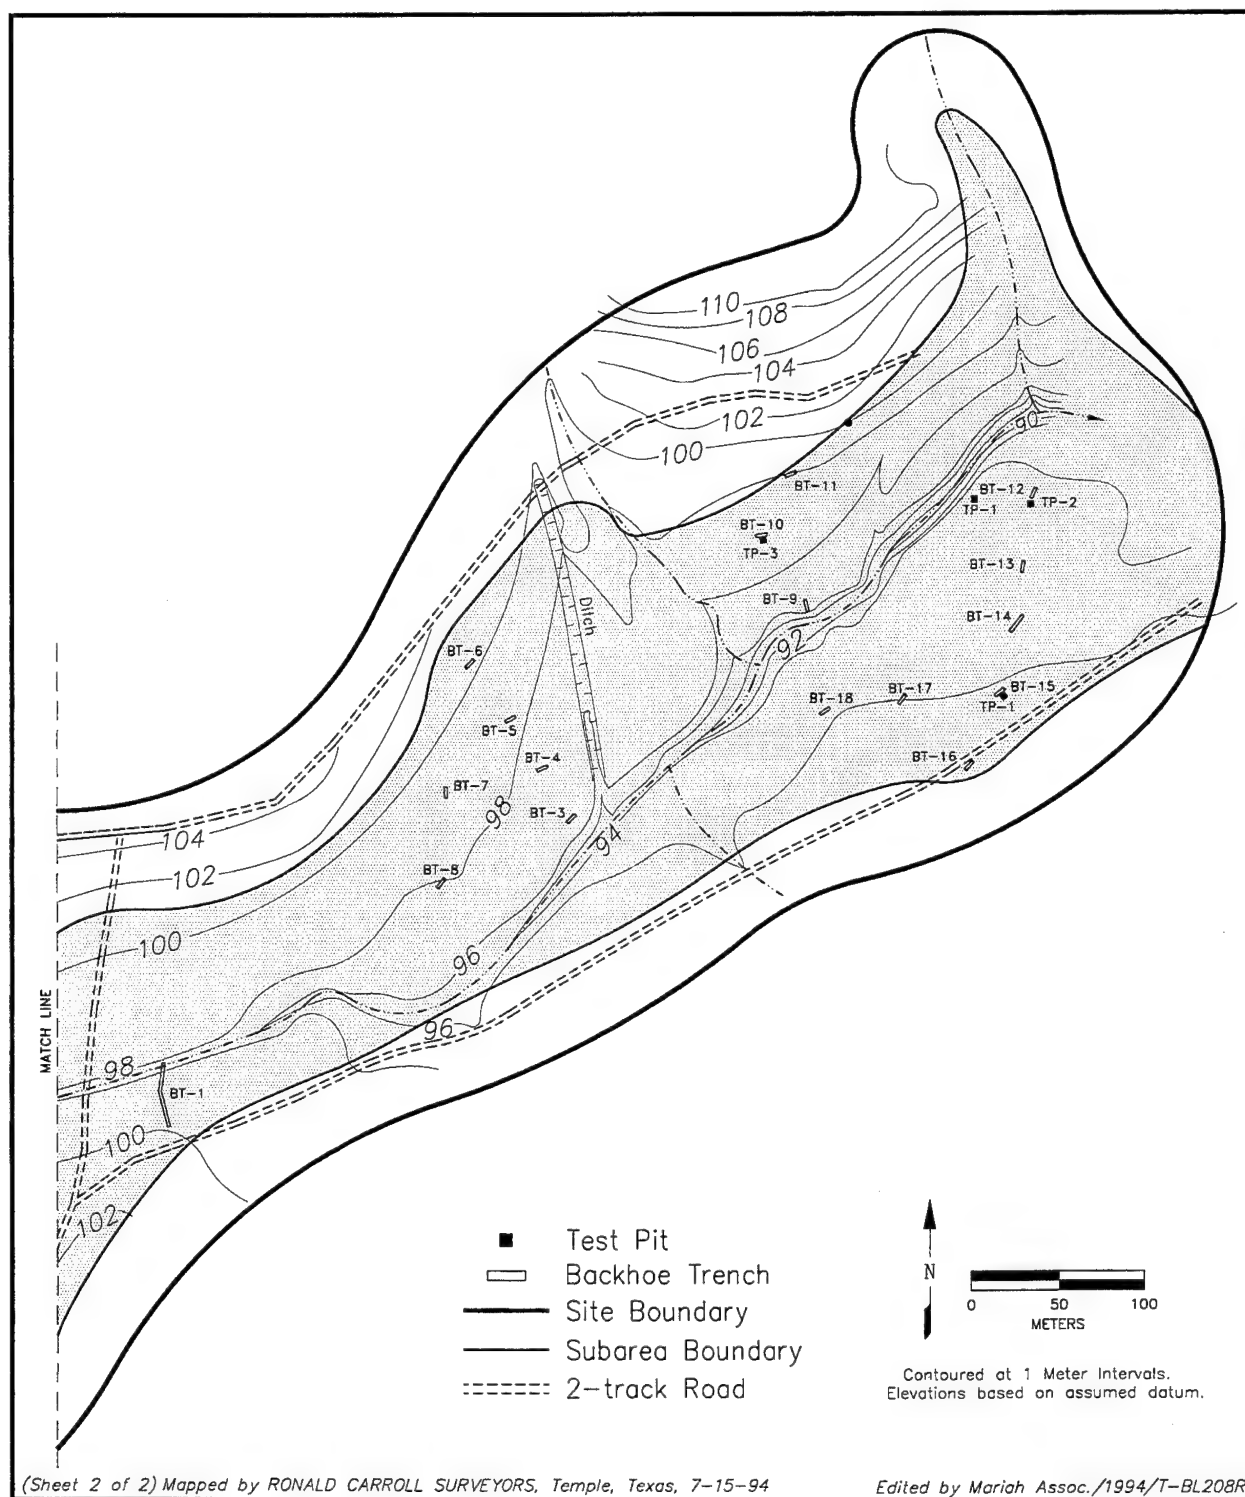 110
108
106
104
102
100
90
BT-11
BT-12
TP-1
TP-2
BT-10
TP-3
BT-13
BT-9
Ditch
BT-14
92
BT-6
BT-17
BT-15
BT-18
TP-1
BT-5
BT-16
BT-4
BT-7
98
BT-3
94
104
102
BT-8
100
96
96
MATCH LINE
98
BT-1
100
102
Test Pit
Backhoe Trench
Site Boundary
Subarea Boundary
2-track Road
N
0 50 100
METERS
Contoured at 1 Meter Intervals.
Elevations based on assumed datum.
(Sheet 2 of 2) Mapped by RONALD CARROLL SURVEYORS, Temple, Texas, 7-15-94
Edited by Mariah Assoc./1994/T-BL208R